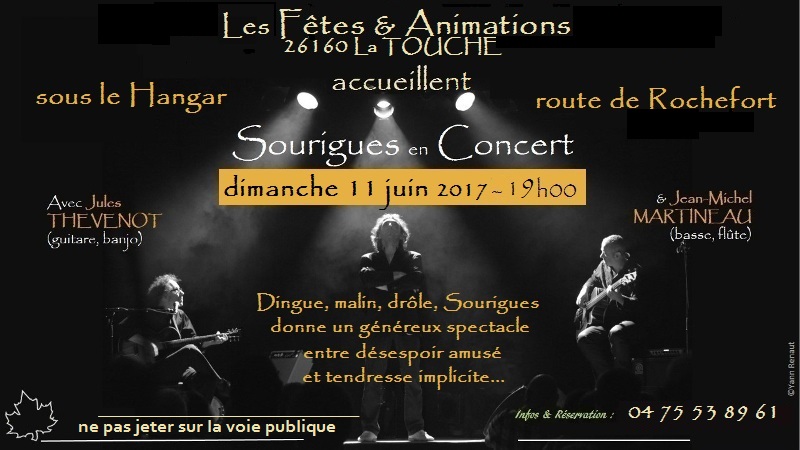 Les Fêtes & Animations
26160 La TOUCHE
accueillent
sous le Hangar
route de Rochefort
Sourigues en Concert
dimanche 11 juin 2017 - 19h00
Avec Jules
THEVENOT
(guitare, banjo)
& Jean-Michel
MARTINEAU
(basse, flûte)
Dingue, malin, drôle, Sourigues
donne un généreux spectacle
entre désespoir amusé
et tendresse implicite...
©Yann Renaut
Infos & Réservation : 04 75 53 89 61
ne pas jeter sur la voie publique